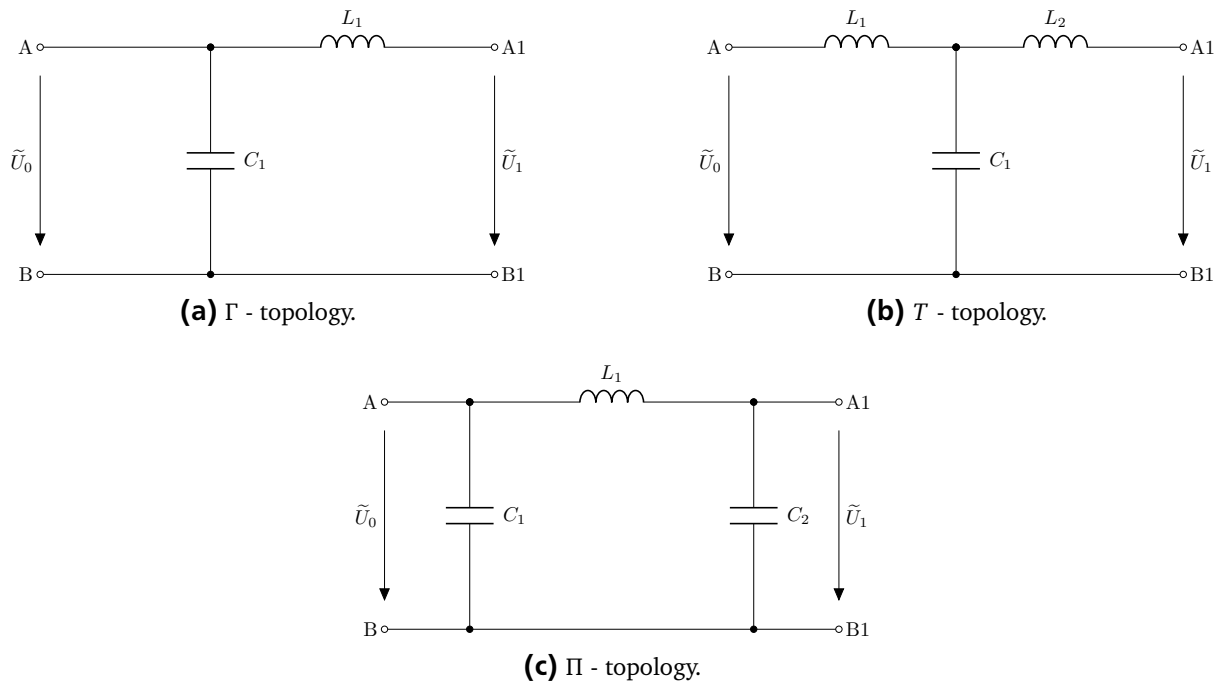 L₁
A
A1
Ũ₀
C₁
Ũ₁
B
B1
(a) Γ - topology.
L₁
L₂
A
A1
Ũ₀
C₁
Ũ₁
B
B1
(b) T - topology.
L₁
A
A1
Ũ₀
C₁
C₂
Ũ₁
B
B1
(c) Π - topology.